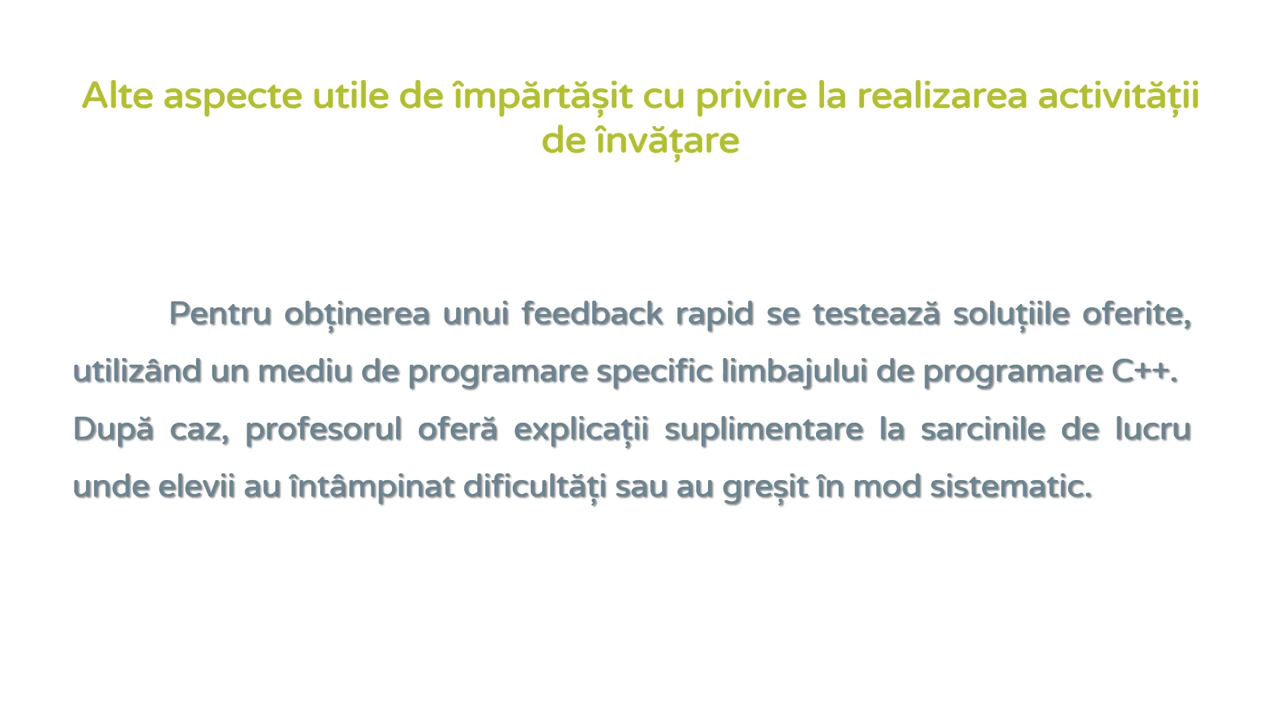 Alte aspecte utile de împărtășit cu privire la realizarea activității
de învățare
Pentru obținerea unui feedback rapid se testează soluțiile oferite,
utilizând un mediu de programare specific limbajului de programare C++.
După caz, profesorul oferă explicații suplimentare la sarcinile de lucru
unde elevii au întâmpinat dificultăți sau au greșit în mod sistematic.